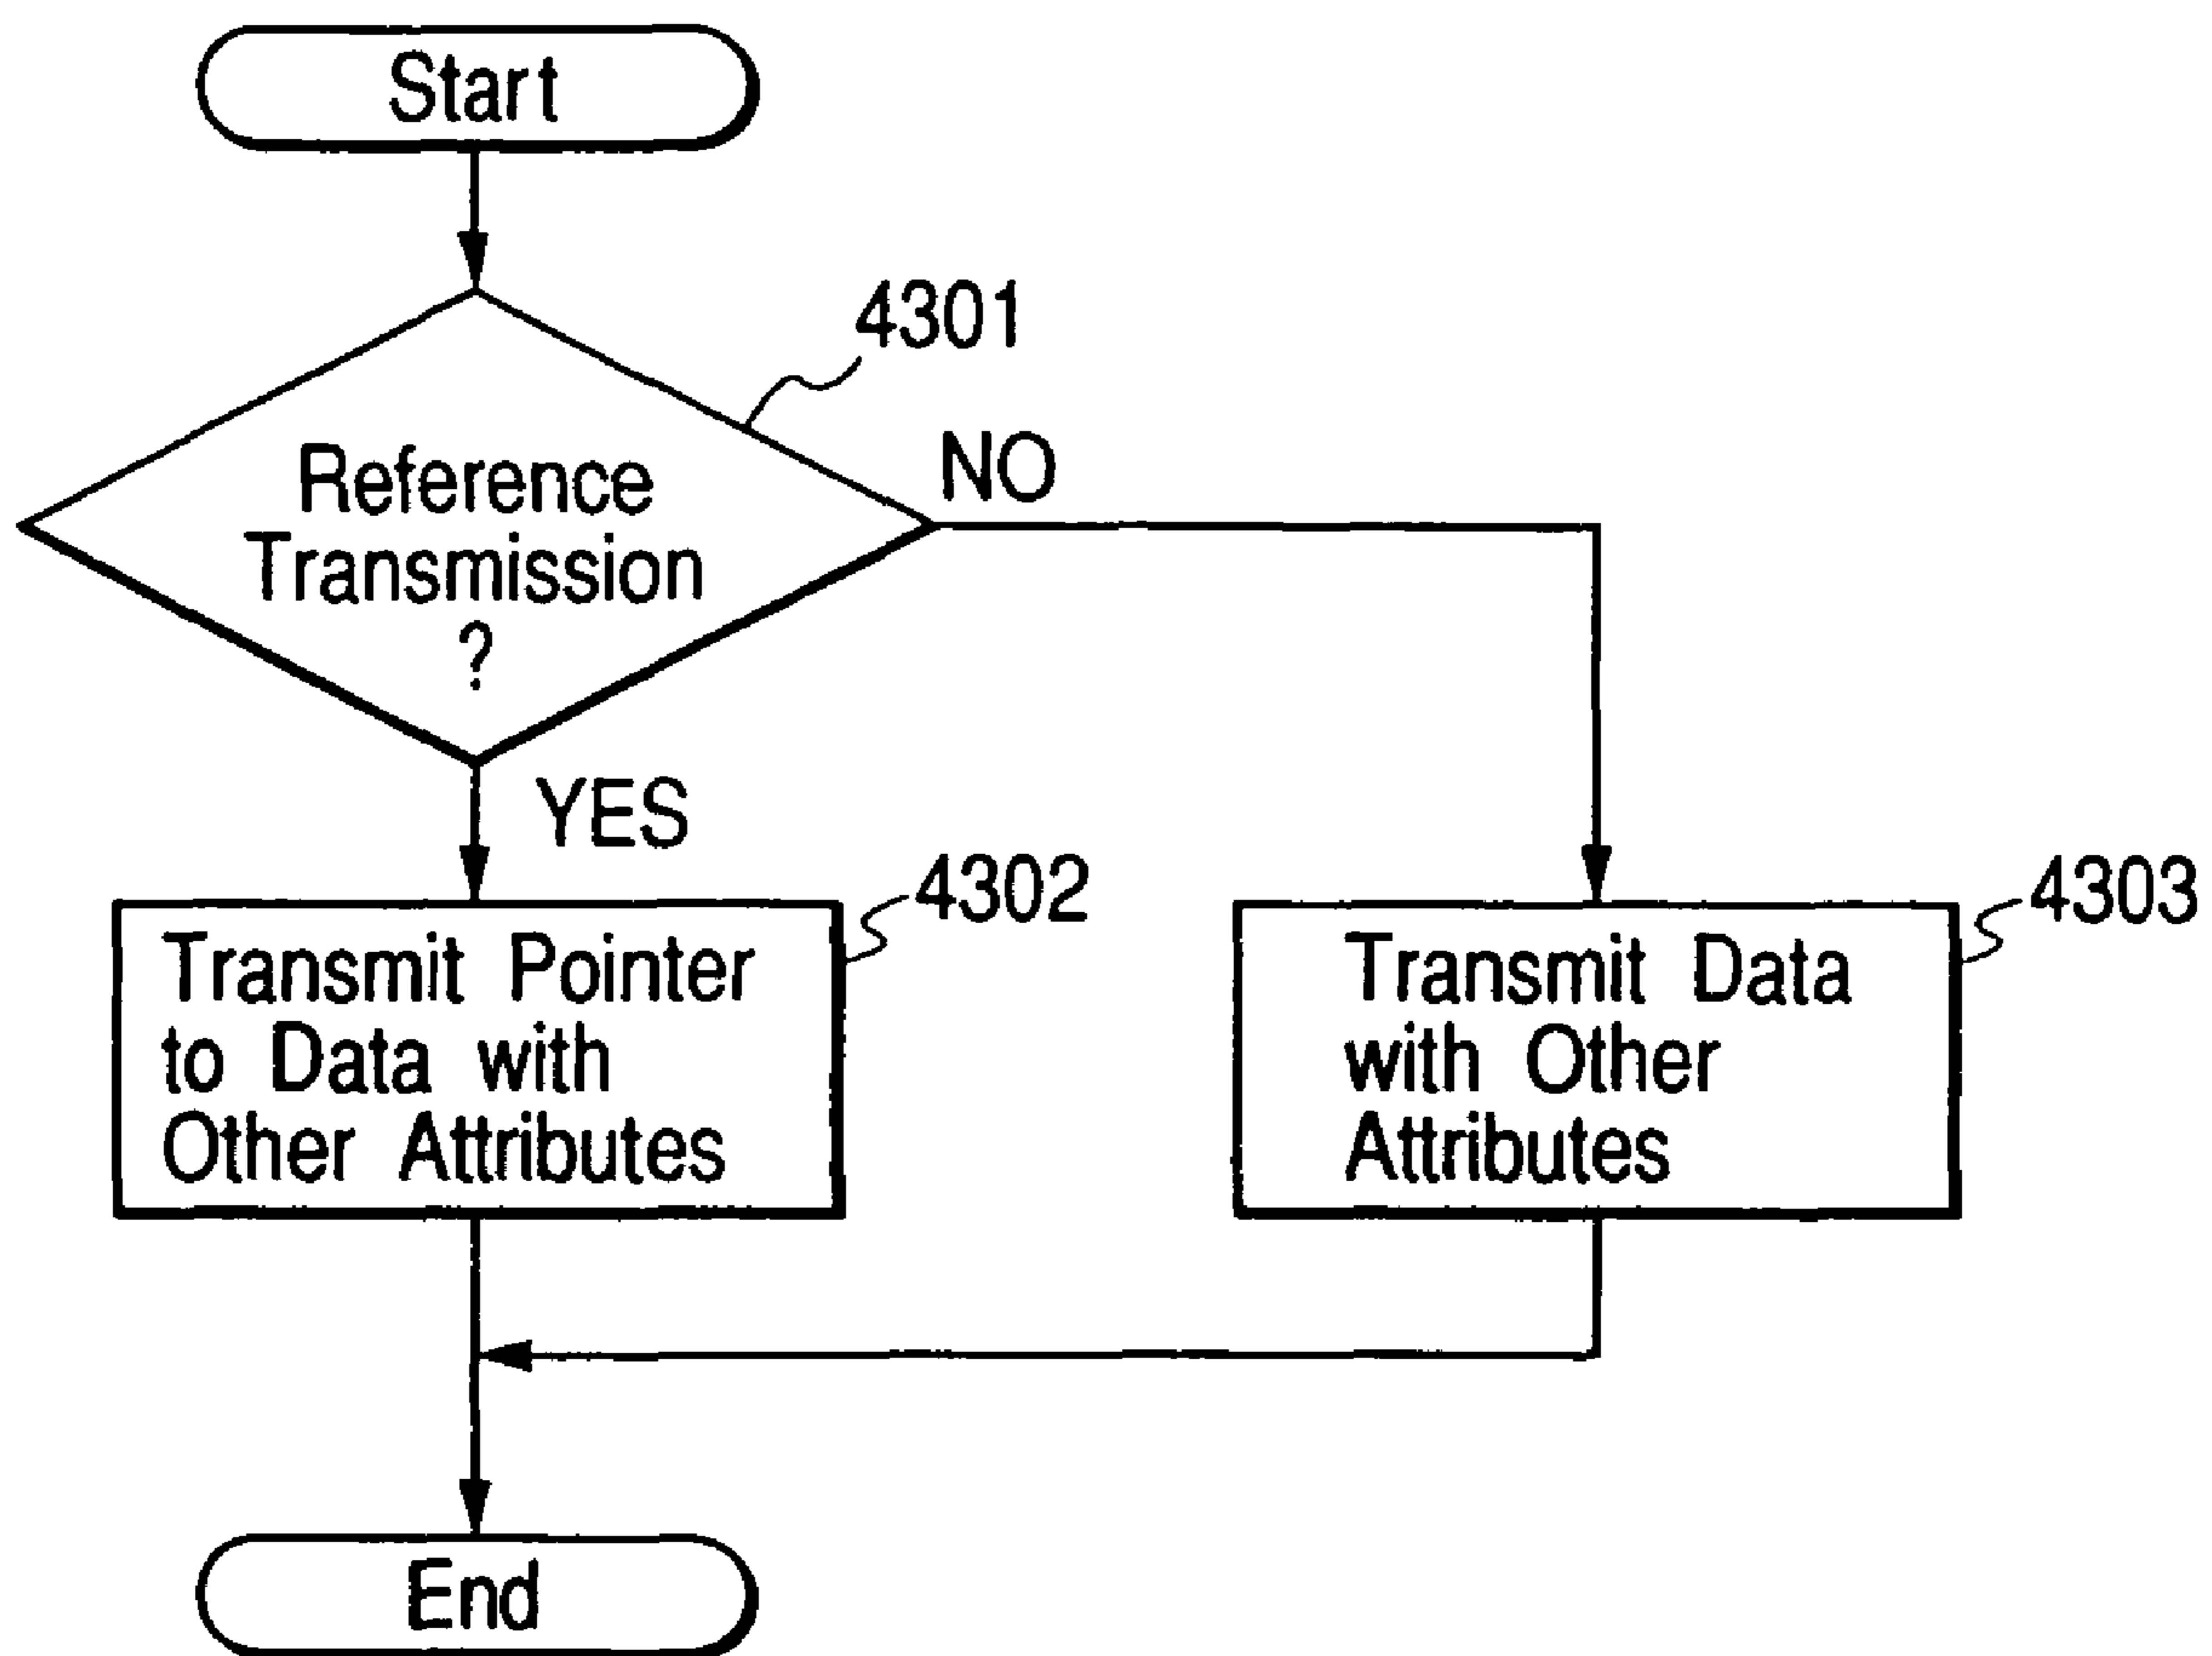 Start
4301
Reference
Transmission
?
NO
YES
4302
Transmit Pointer
to Data with
Other Attributes
4303
Transmit Data
with Other
Attributes
End